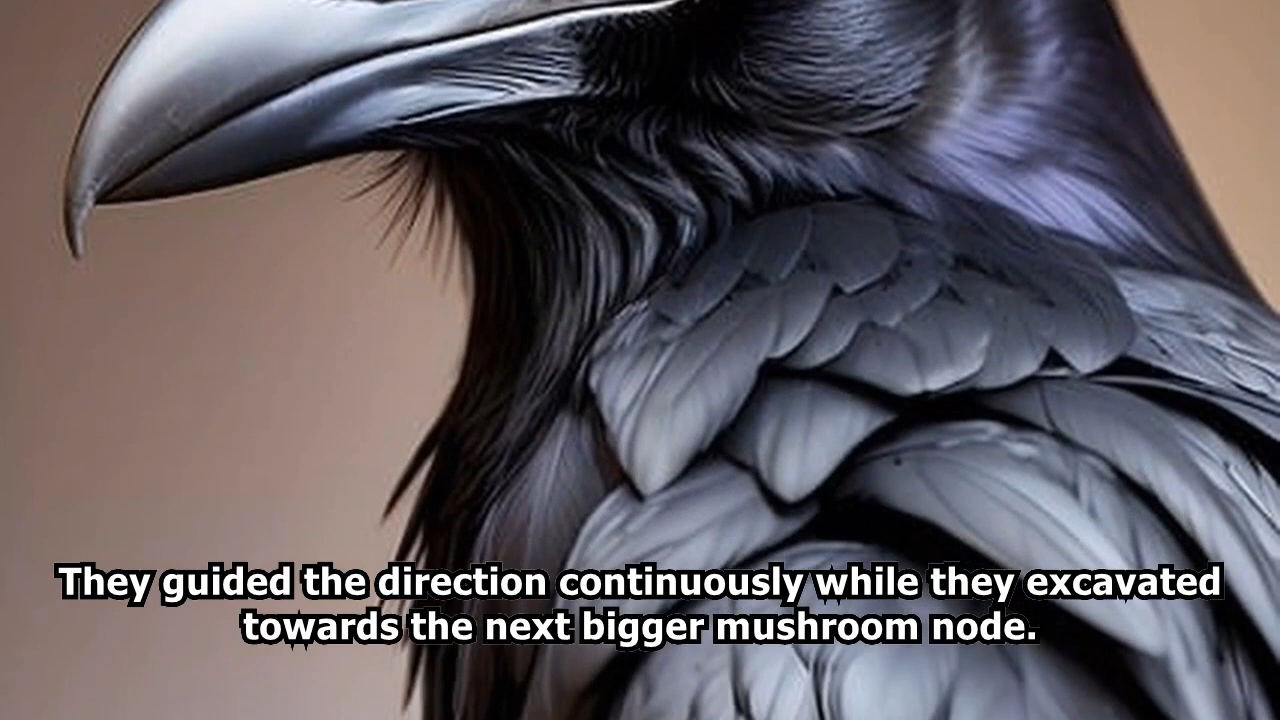 They guided the direction continuously while they excavated
towards the next bigger mushroom node.